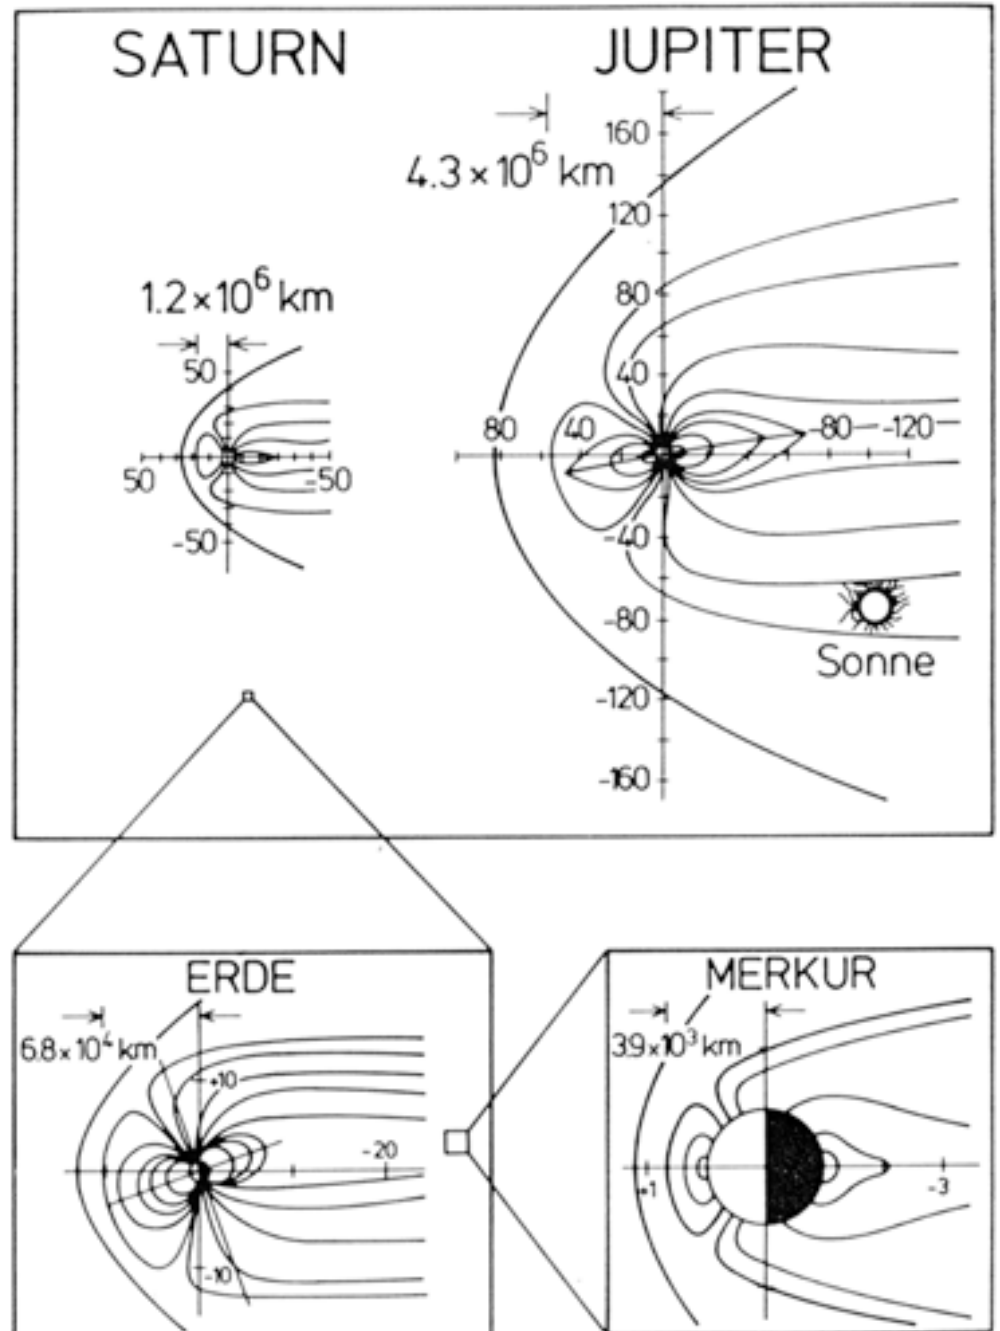 SATURN
JUPITER
4.3 × 10⁶ km
1.2 × 10⁶ km
160
120
80
40
80
40
-80
-120
-40
-80
-120
-160
50
50
-50
-50
Sonne
ERDE
6.8 × 10⁴ km
+10
-20
-10
MERKUR
3.9 × 10³ km
+1
-3